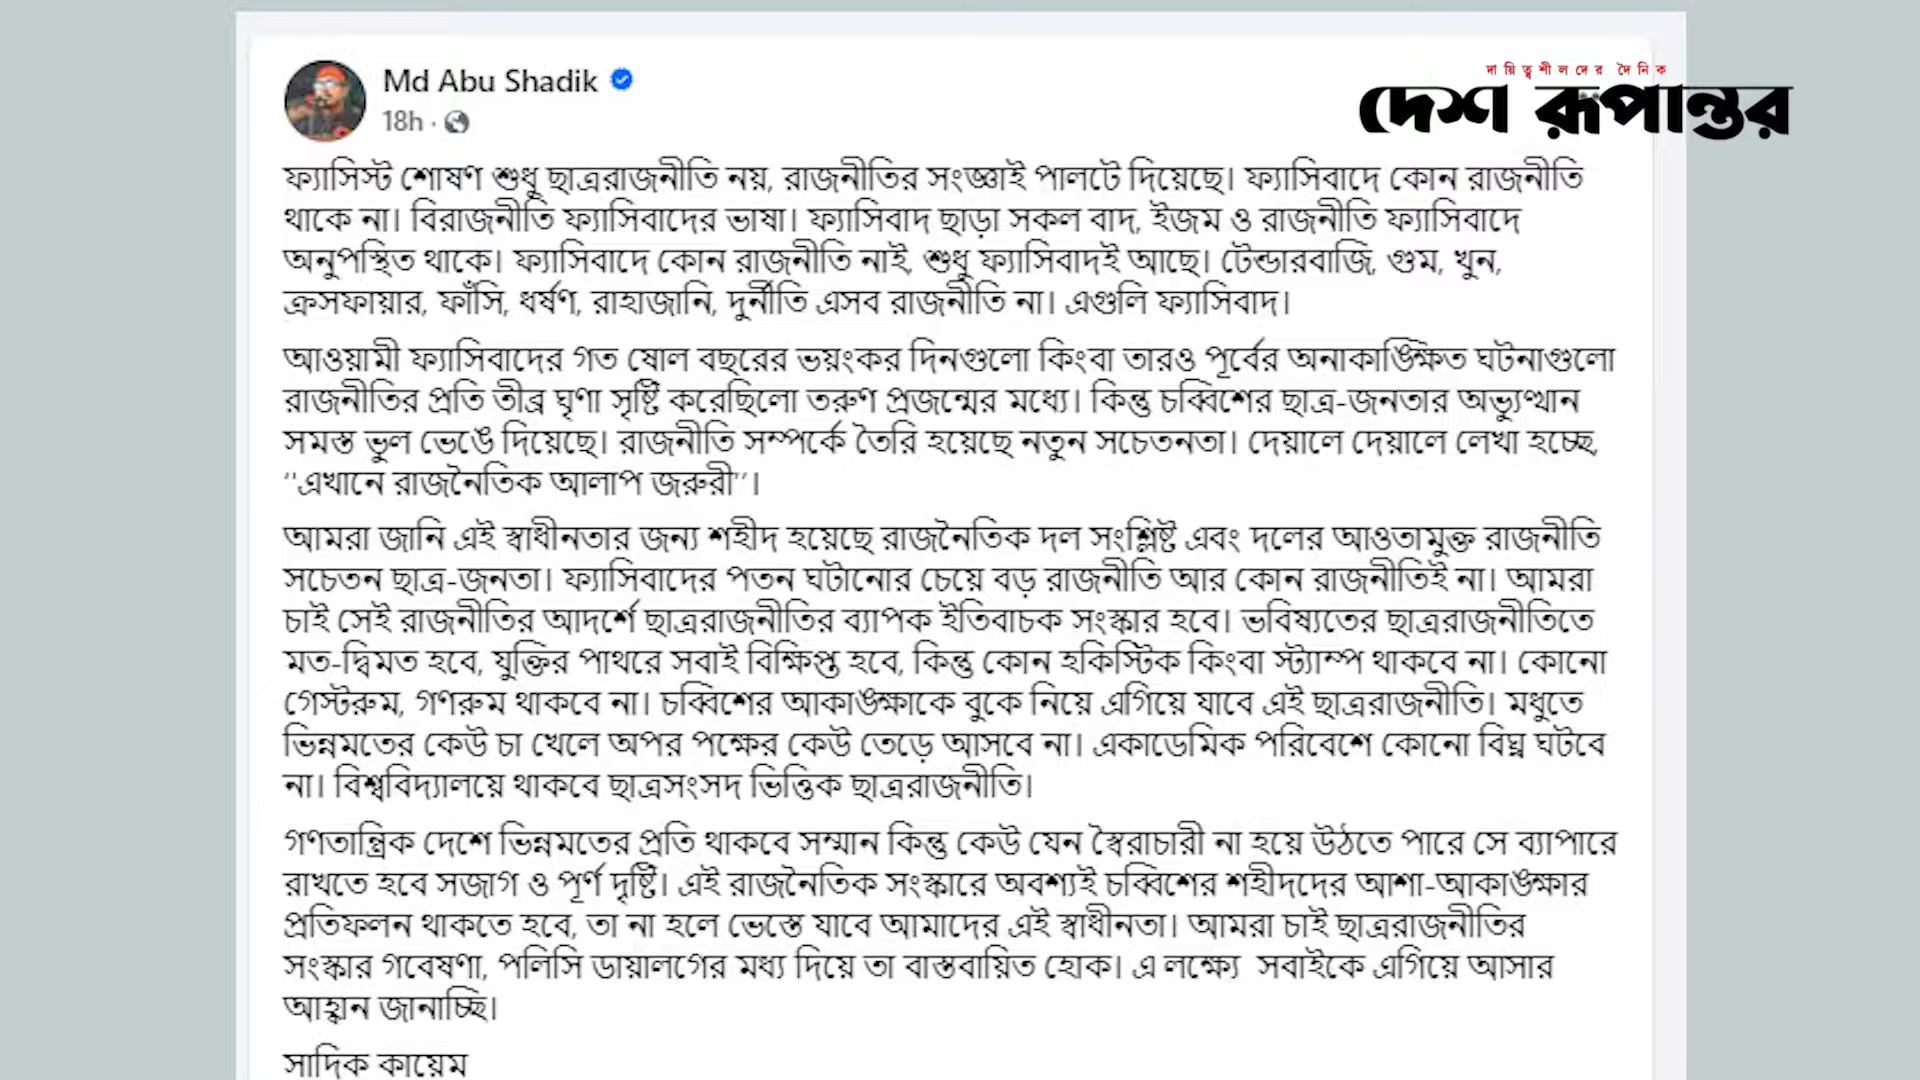 Md Abu Shadik
18h
দায়িত্বশীলদের দৈনিক
দেশ রূপান্তর
ফ্যাসিস্ট শোষণ শুধু ছাত্ররাজনীতি নয়, রাজনীতির সংজ্ঞাই পালটে দিয়েছে। ফ্যাসিবাদে কোন রাজনীতি
থাকে না। বিরাজনীতি ফ্যাসিবাদের ভাষা। ফ্যাসিবাদ ছাড়া সকল বাদ, ইজম ও রাজনীতি ফ্যাসিবাদে
অনুপস্থিত থাকে। ফ্যাসিবাদে কোন রাজনীতি নাই, শুধু ফ্যাসিবাদই আছে। টেন্ডারবাজি, গুম, খুন,
ক্রসফায়ার, ফাঁসি, ধর্ষণ, রাহাজানি, দুর্নীতি এসব রাজনীতি না। এগুলি ফ্যাসিবাদ।
আওয়ামী ফ্যাসিবাদের গত ষোল বছরের ভয়ংকর দিনগুলো কিংবা তারও পূর্বের অনাকাঙ্ক্ষিত ঘটনাগুলো
রাজনীতির প্রতি তীব্র ঘৃণা সৃষ্টি করেছিলো তরুণ প্রজন্মের মধ্যে। কিন্তু চব্বিশের ছাত্র-জনতার অভ্যুত্থান
সমস্ত ভুল ভেঙে দিয়েছে। রাজনীতি সম্পর্কে তৈরি হয়েছে নতুন সচেতনতা। দেয়ালে দেয়ালে লেখা হচ্ছে,
‘‘এখানে রাজনৈতিক আলাপ জরুরী’’।
আমরা জানি এই স্বাধীনতার জন্য শহীদ হয়েছে রাজনৈতিক দল সংশ্লিষ্ট এবং দলের আওতামুক্ত রাজনীতি
সচেতন ছাত্র-জনতা। ফ্যাসিবাদের পতন ঘটানোর চেয়ে বড় রাজনীতি আর কোন রাজনীতিই না। আমরা
চাই সেই রাজনীতির আদর্শে ছাত্ররাজনীতির ব্যাপক ইতিবাচক সংস্কার হবে। ভবিষ্যতের ছাত্ররাজনীতিতে
মত-দ্বিমত হবে, যুক্তির পাথরে সবাই বিক্ষিপ্ত হবে, কিন্তু কোন হকিস্টিক কিংবা স্ট্যাম্প থাকবে না। কোনো
গেস্টরুম, গণরুম থাকবে না। চব্বিশের আকাঙ্ক্ষাকে বুকে নিয়ে এগিয়ে যাবে এই ছাত্ররাজনীতি। মধুতে
ভিন্নমতের কেউ চা খেলে অপর পক্ষের কেউ তেড়ে আসবে না। একাডেমিক পরিবেশে কোনো বিঘ্ন ঘটবে
না। বিশ্ববিদ্যালয়ে থাকবে ছাত্রসংসদ ভিত্তিক ছাত্ররাজনীতি।
গণতান্ত্রিক দেশে ভিন্নমতের প্রতি থাকবে সম্মান কিন্তু কেউ যেন স্বৈরাচারী না হয়ে উঠতে পারে সে ব্যাপারে
রাখতে হবে সজাগ ও পূর্ণ দৃষ্টি। এই রাজনৈতিক সংস্কারে অবশ্যই চব্বিশের শহীদদের আশা-আকাঙ্ক্ষার
প্রতিফলন থাকতে হবে, তা না হলে ভেস্তে যাবে আমাদের এই স্বাধীনতা। আমরা চাই ছাত্ররাজনীতির
সংস্কার গবেষণা, পলিসি ডায়ালগের মধ্য দিয়ে তা বাস্তবায়িত হোক। এ লক্ষ্যে সবাইকে এগিয়ে আসার
আহ্বান জানাচ্ছি।
সাদিক কায়েম